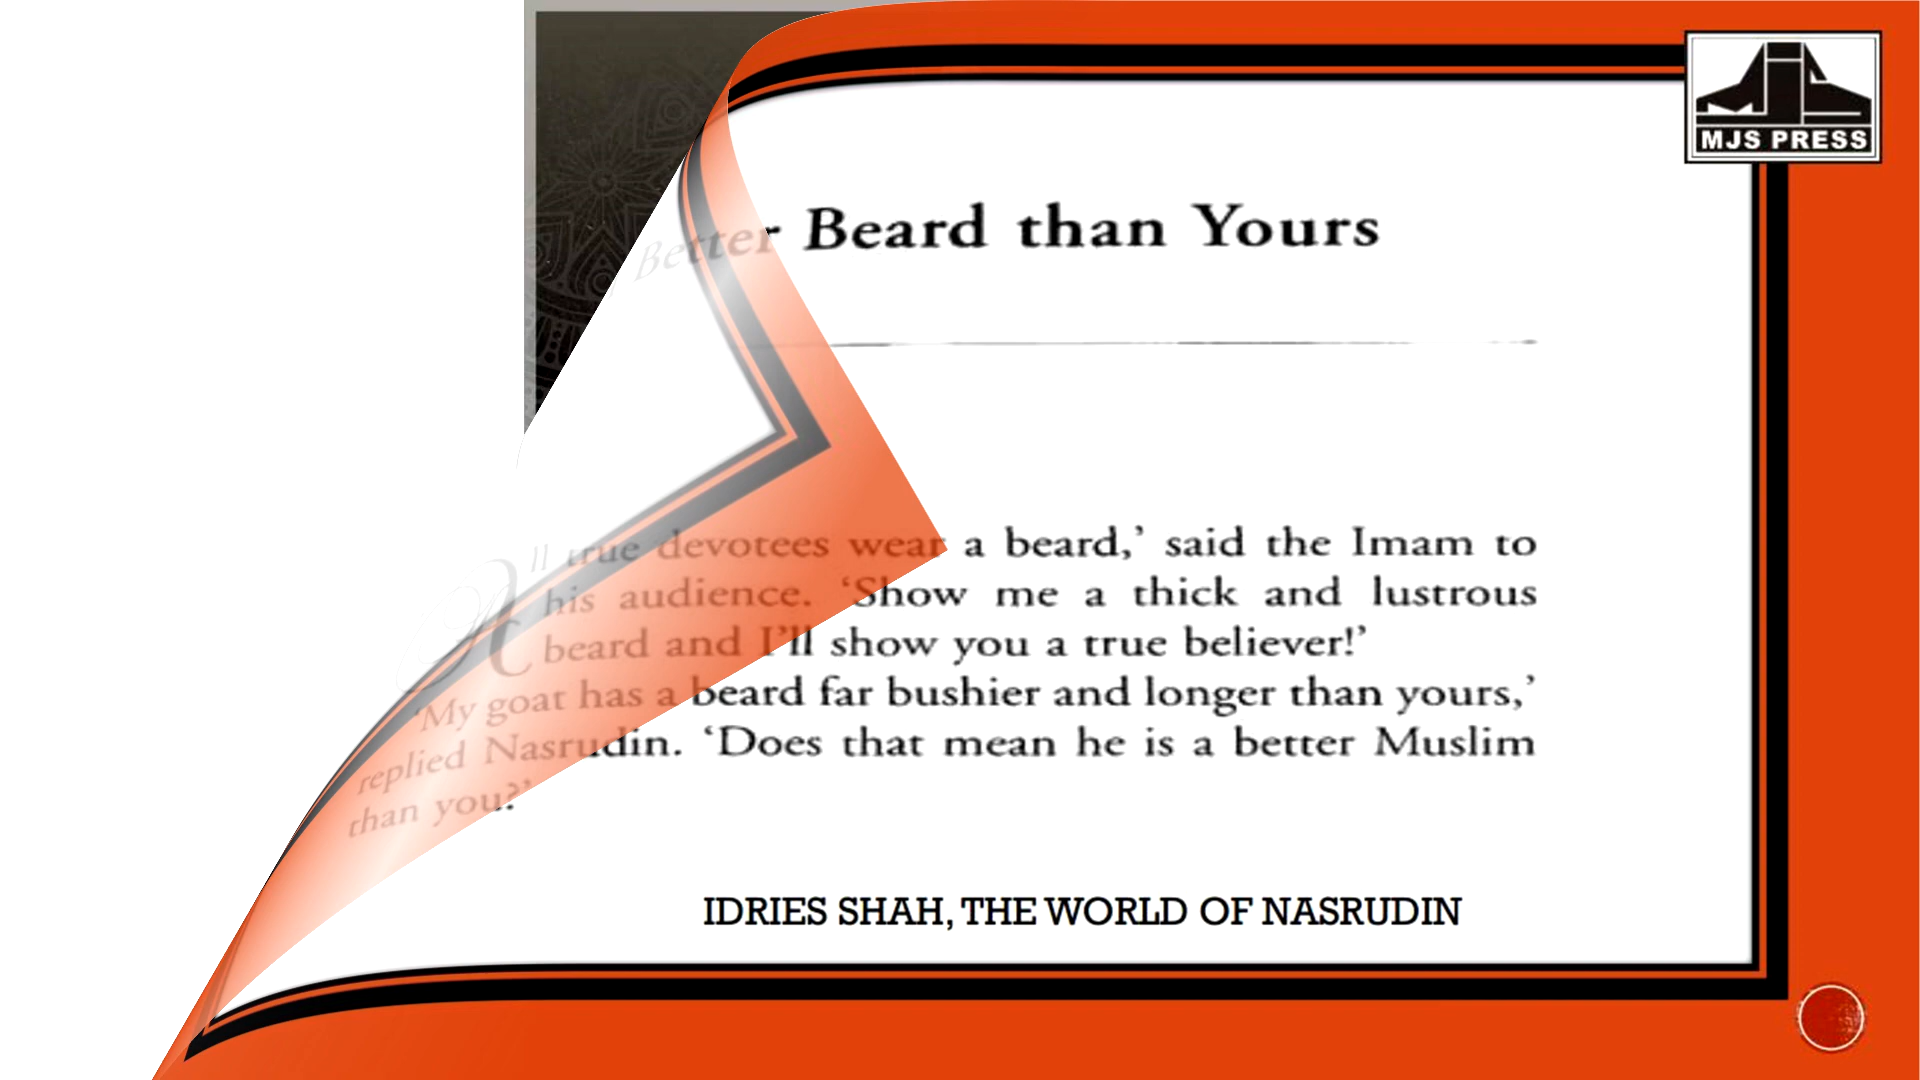 MJS PRESS
Better Beard than Yours
All true devotees wear a beard,’ said the Imam to
his audience. ‘Show me a thick and lustrous
beard and I’ll show you a true believer!’
‘My goat has a beard far bushier and longer than yours,’
replied Nasrudin. ‘Does that mean he is a better Muslim
than you?’
IDRIES SHAH, THE WORLD OF NASRUDIN